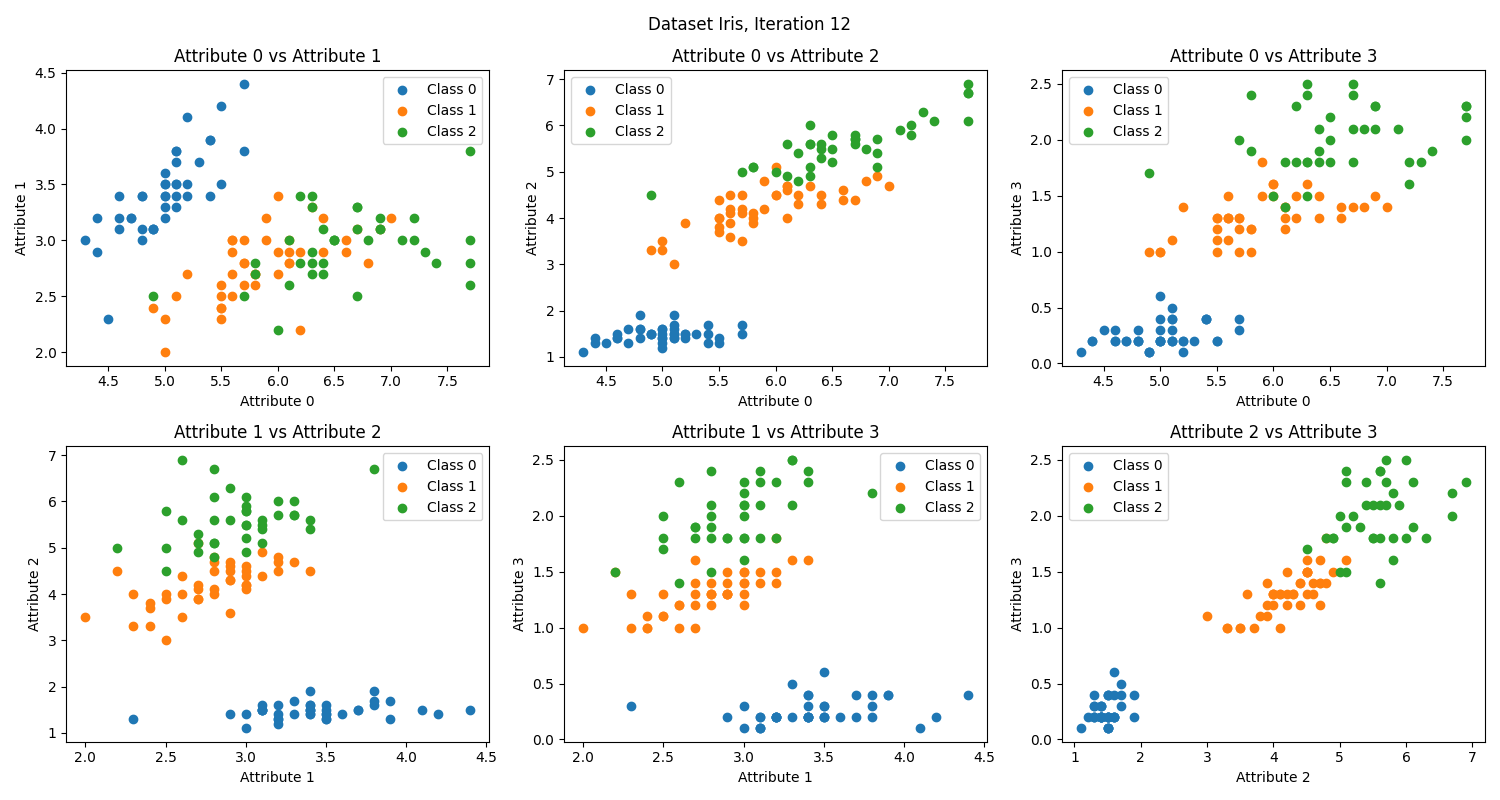 Dataset Iris, Iteration 12
Attribute 0 vs Attribute 1
4.5
4.0
3.5
3.0
2.5
2.0
Attribute 1
Class 0
Class 1
Class 2
4.5 5.0 5.5 6.0 6.5 7.0 7.5
Attribute 0
Attribute 0 vs Attribute 2
7
6
5
4
3
2
1
Attribute 2
Class 0
Class 1
Class 2
4.5 5.0 5.5 6.0 6.5 7.0 7.5
Attribute 0
Attribute 0 vs Attribute 3
2.5
2.0
1.5
1.0
0.5
0.0
Attribute 3
Class 0
Class 1
Class 2
4.5 5.0 5.5 6.0 6.5 7.0 7.5
Attribute 0
Attribute 1 vs Attribute 2
7
6
5
4
3
2
1
Attribute 2
Class 0
Class 1
Class 2
2.0 2.5 3.0 3.5 4.0 4.5
Attribute 1
Attribute 1 vs Attribute 3
2.5
2.0
1.5
1.0
0.5
0.0
Attribute 3
Class 0
Class 1
Class 2
2.0 2.5 3.0 3.5 4.0 4.5
Attribute 1
Attribute 2 vs Attribute 3
2.5
2.0
1.5
1.0
0.5
0.0
Attribute 3
Class 0
Class 1
Class 2
1 2 3 4 5 6 7
Attribute 2